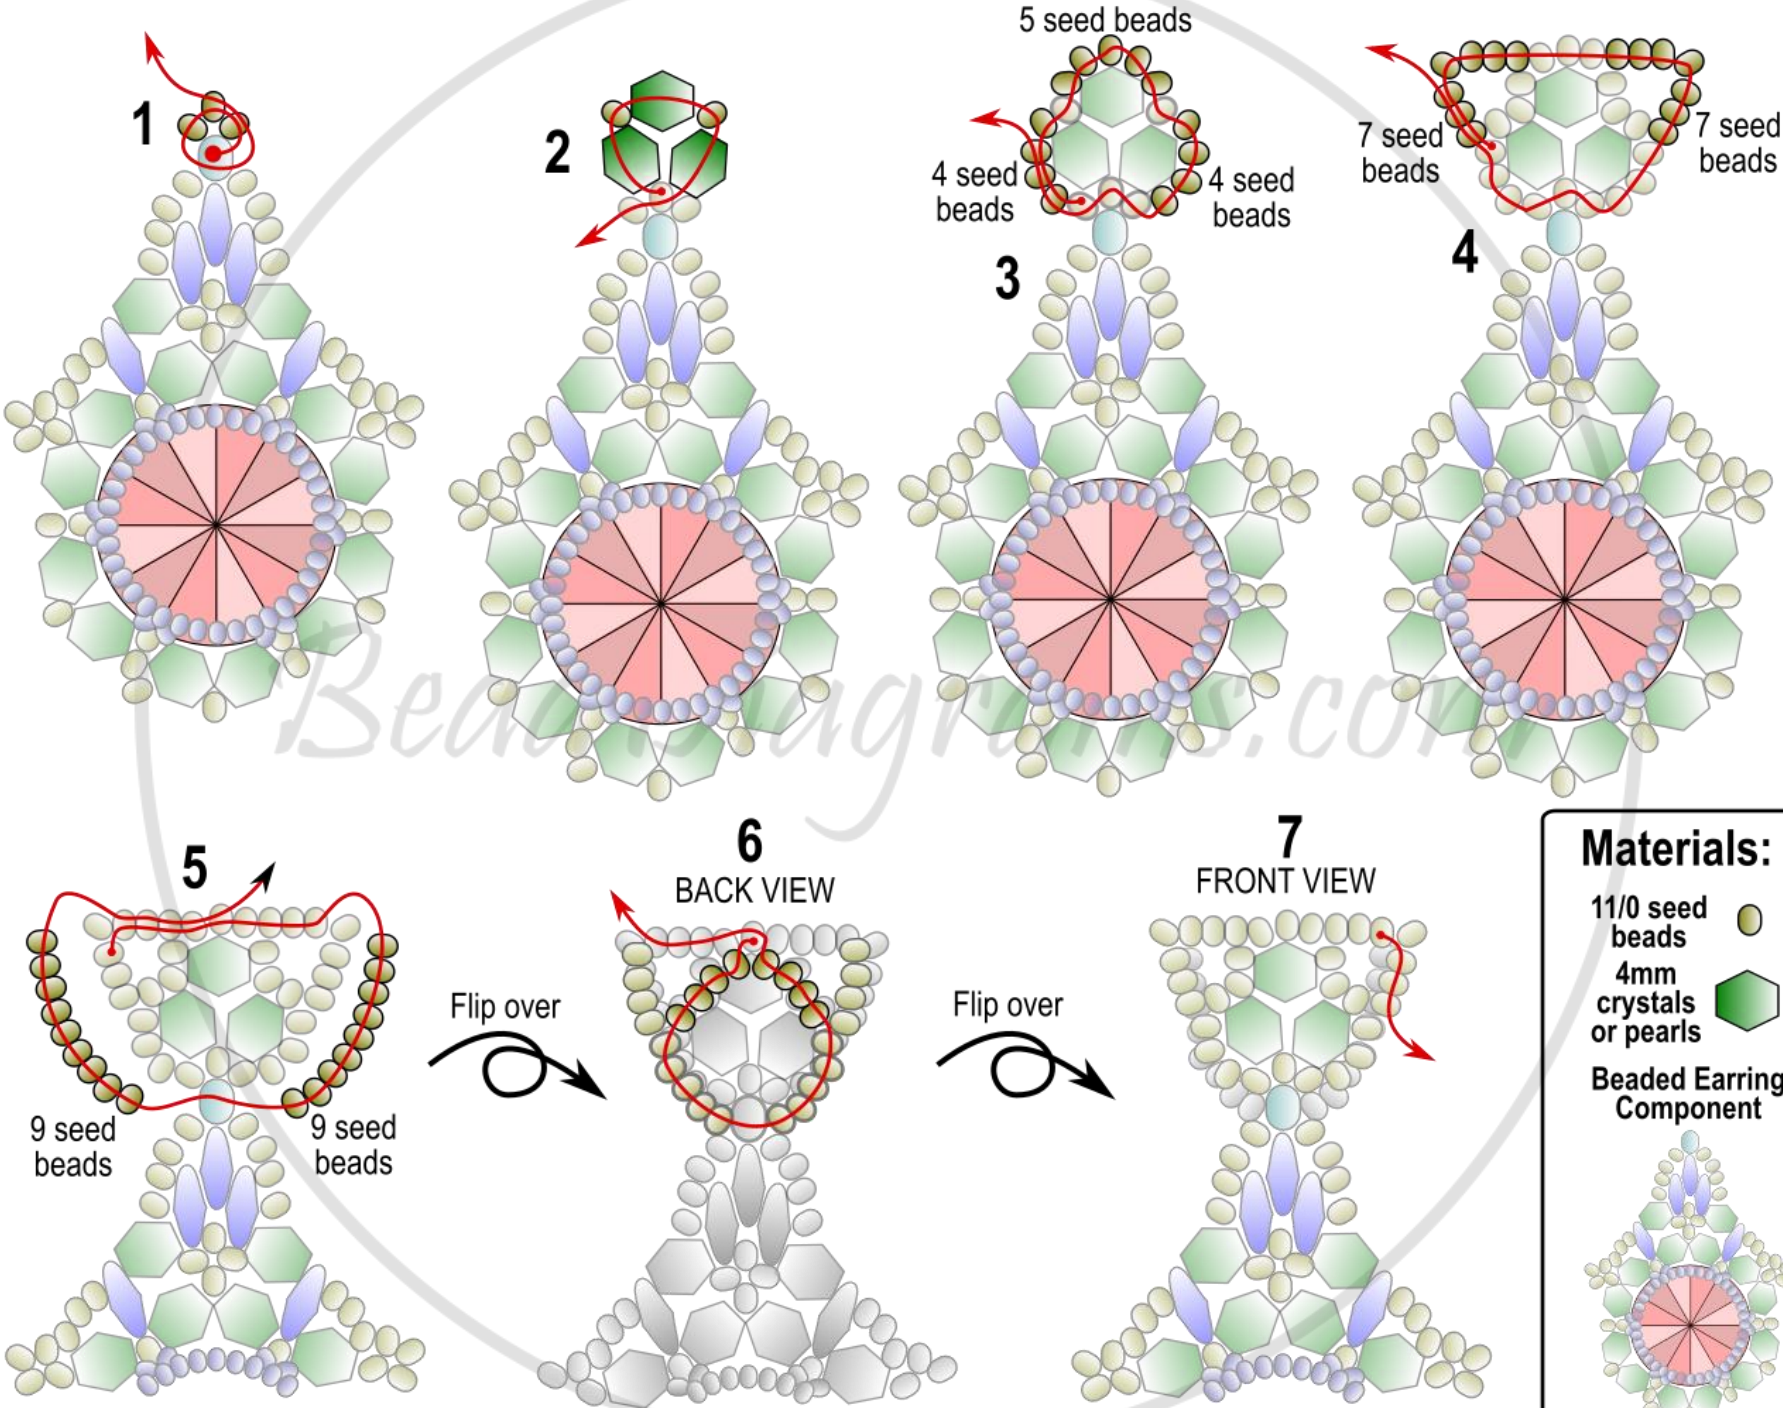 1
2
3
5 seed beads
4 seed
beads
4 seed
beads
4
7 seed
beads
7 seed
beads
BeadDiagrams.com
5
9 seed
beads
9 seed
beads
Flip over
6
BACK VIEW
Flip over
7
FRONT VIEW
Materials:
11/0 seed
beads
4mm
crystals
or pearls
Beaded Earring
Component